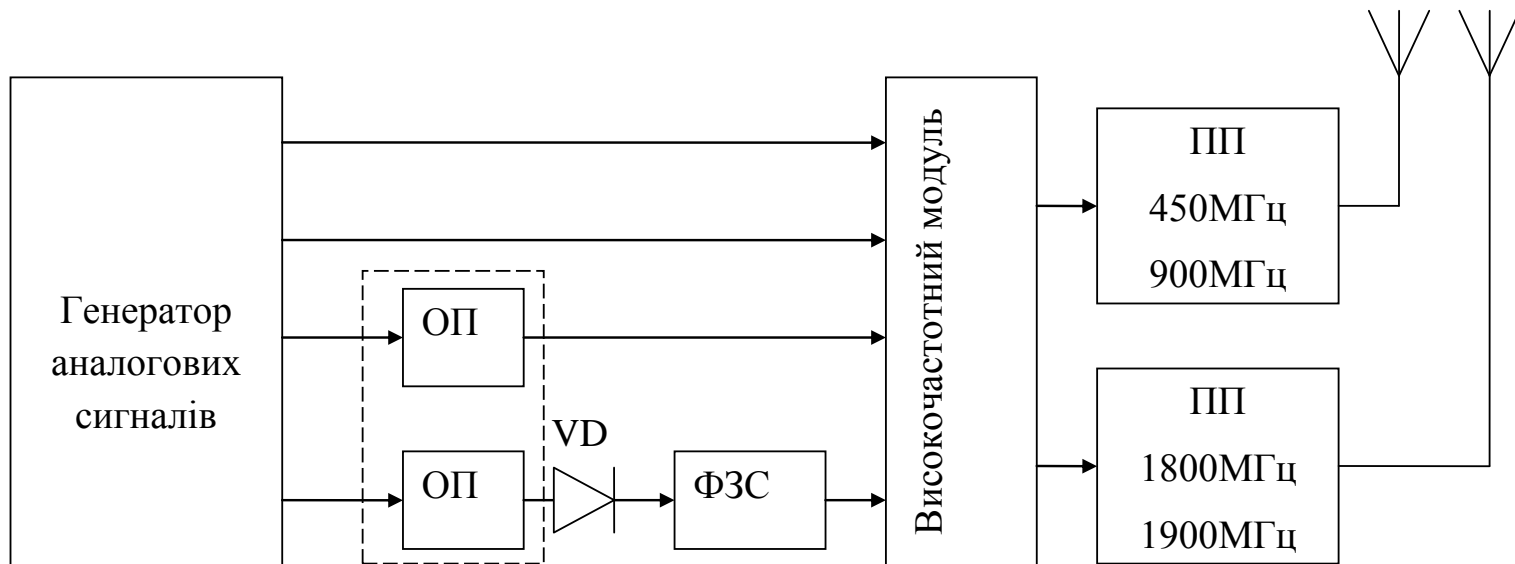 Генератор
аналогових
сигналів
ОП
ОП
VD
ФЗС
Високочастотний модуль
ПП
450МГц
900МГц
ПП
1800МГц
1900МГц